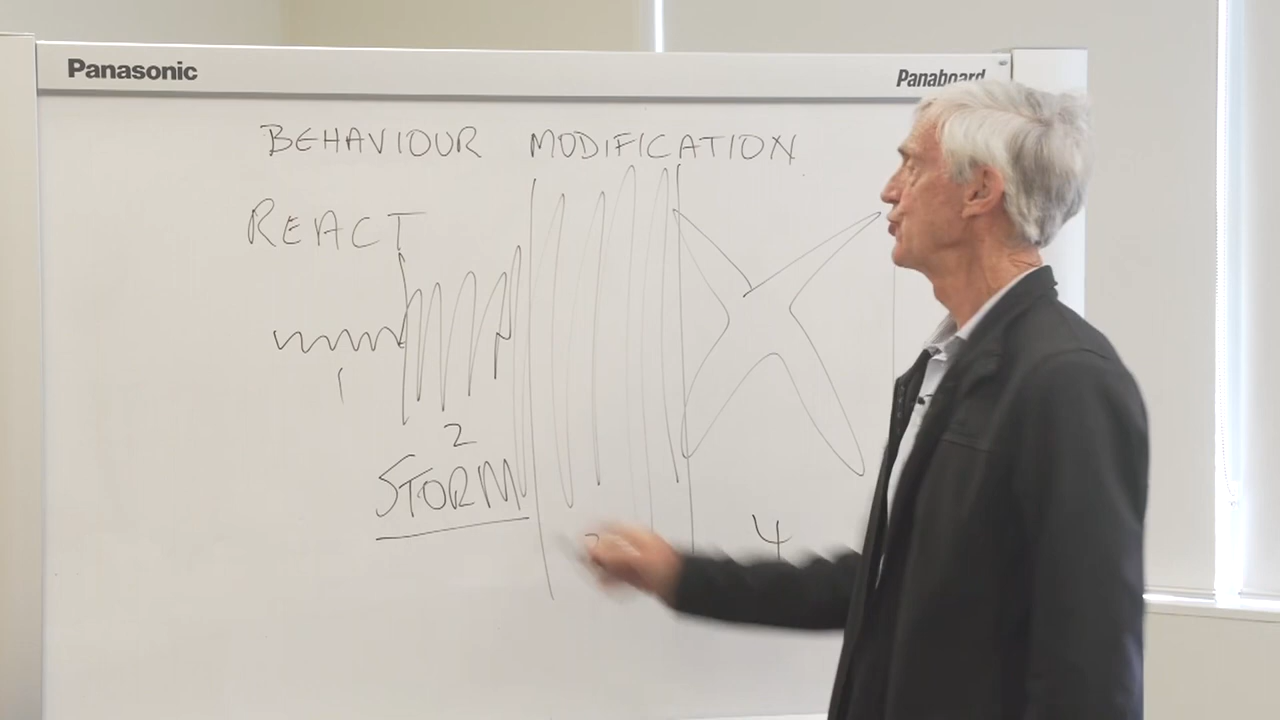 Panasonic
Panaboard
BEHAVIOUR MODIFICATION
REACT
1
2
STORM
4